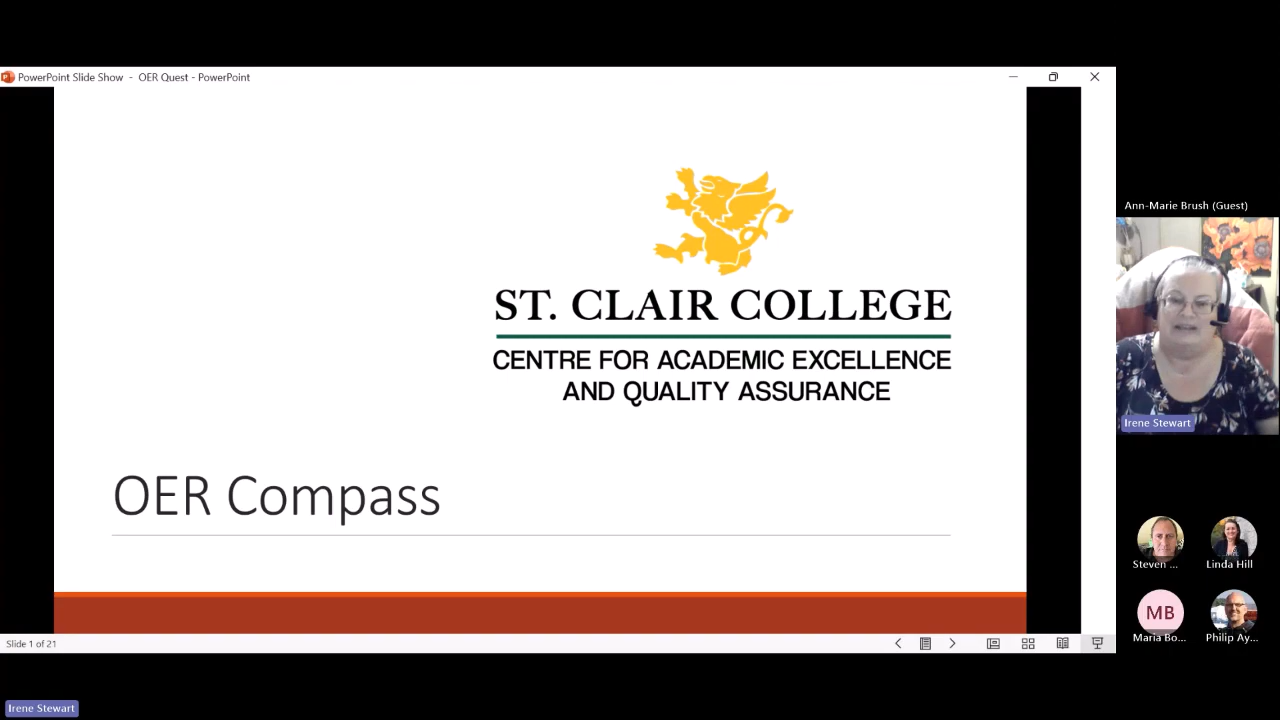 PowerPoint Slide Show - OER Quest - PowerPoint
ST. CLAIR COLLEGE
CENTRE FOR ACADEMIC EXCELLENCE
AND QUALITY ASSURANCE
OER Compass
Slide 1 of 21
Ann-Marie Brush (Guest)
Irene Stewart
Steven ...
Linda Hill
MB
Maria Bo...
Philip Ay...
Irene Stewart